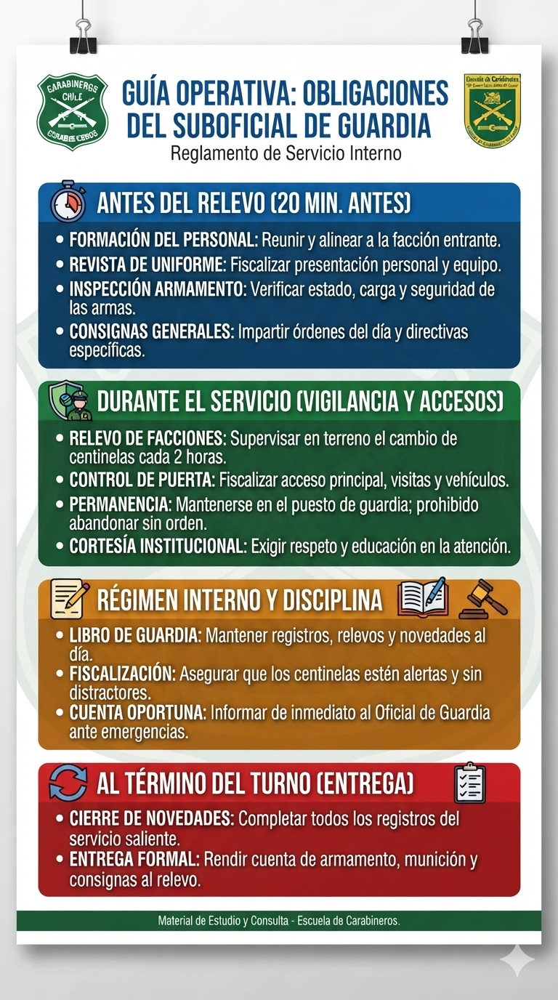 CARABINEROS
CHILE
GUÍA OPERATIVA: OBLIGACIONES
DEL SUBOFICIAL DE GUARDIA
Reglamento de Servicio Interno
ANTES DEL RELEVO (20 MIN. ANTES)
• FORMACIÓN DEL PERSONAL: Reunir y alinear a la facción entrante.
• REVISTA DE UNIFORME: Fiscalizar presentación personal y equipo.
• INSPECCIÓN ARMAMENTO: Verificar estado, carga y seguridad de
las armas.
• CONSIGNAS GENERALES: Impartir órdenes del día y directivas
específicas.
DURANTE EL SERVICIO (VIGILANCIA Y ACCESOS)
• RELEVO DE FACCIONES: Supervisar en terreno el cambio de
centinelas cada 2 horas.
• CONTROL DE PUERTA: Fiscalizar acceso principal, visitas y vehículos.
• PERMANENCIA: Mantenerse en el puesto de guardia; prohibido
abandonar sin orden.
• CORTESÍA INSTITUCIONAL: Exigir respeto y educación en la atención.
RÉGIMEN INTERNO Y DISCIPLINA
• LIBRO DE GUARDIA: Mantener registros, relevos y novedades al
día.
• FISCALIZACIÓN: Asegurar que los centinelas estén alertas y sin
distractores.
• CUENTA OPORTUNA: Informar de inmediato al Oficial de Guardia
ante emergencias.
AL TÉRMINO DEL TURNO (ENTREGA)
• CIERRE DE NOVEDADES: Completar todos los registros del
servicio saliente.
• ENTREGA FORMAL: Rendir cuenta de armamento, munición y
consignas al relevo.
Material de Estudio y Consulta - Escuela de Carabineros.